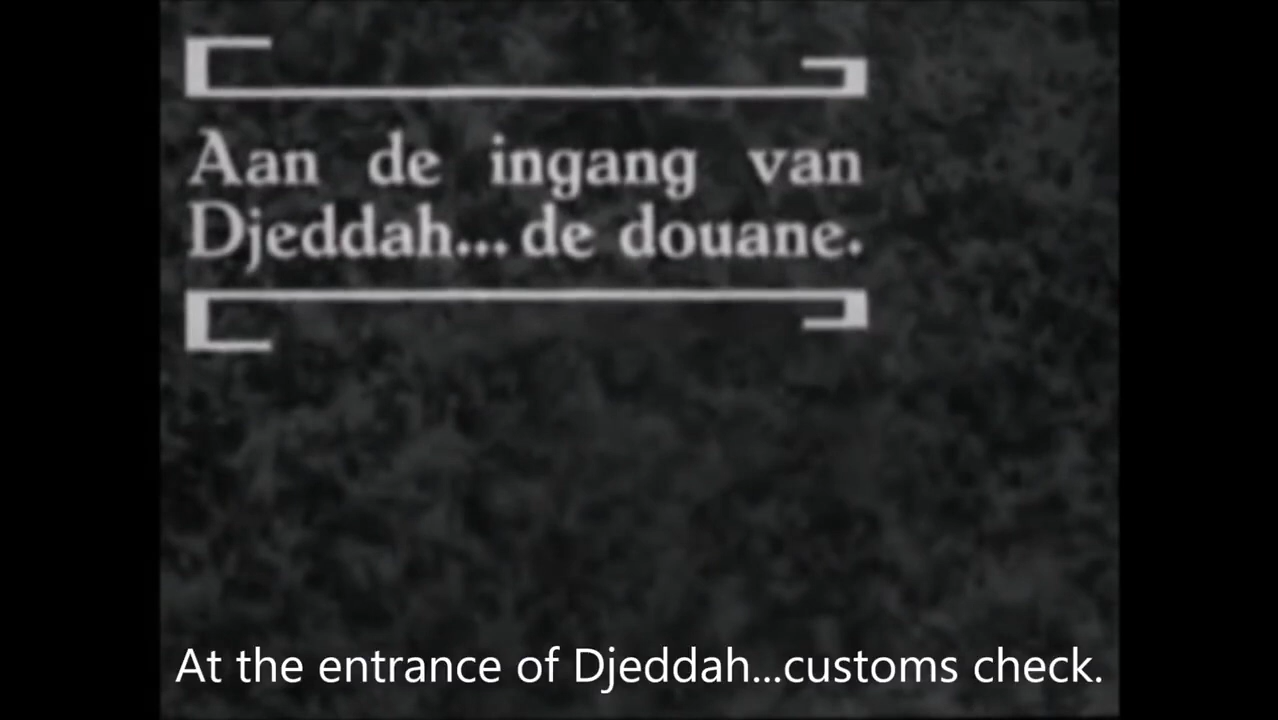 Aan de ingang van
Djeddah... de douane.
At the entrance of Djeddah...customs check.